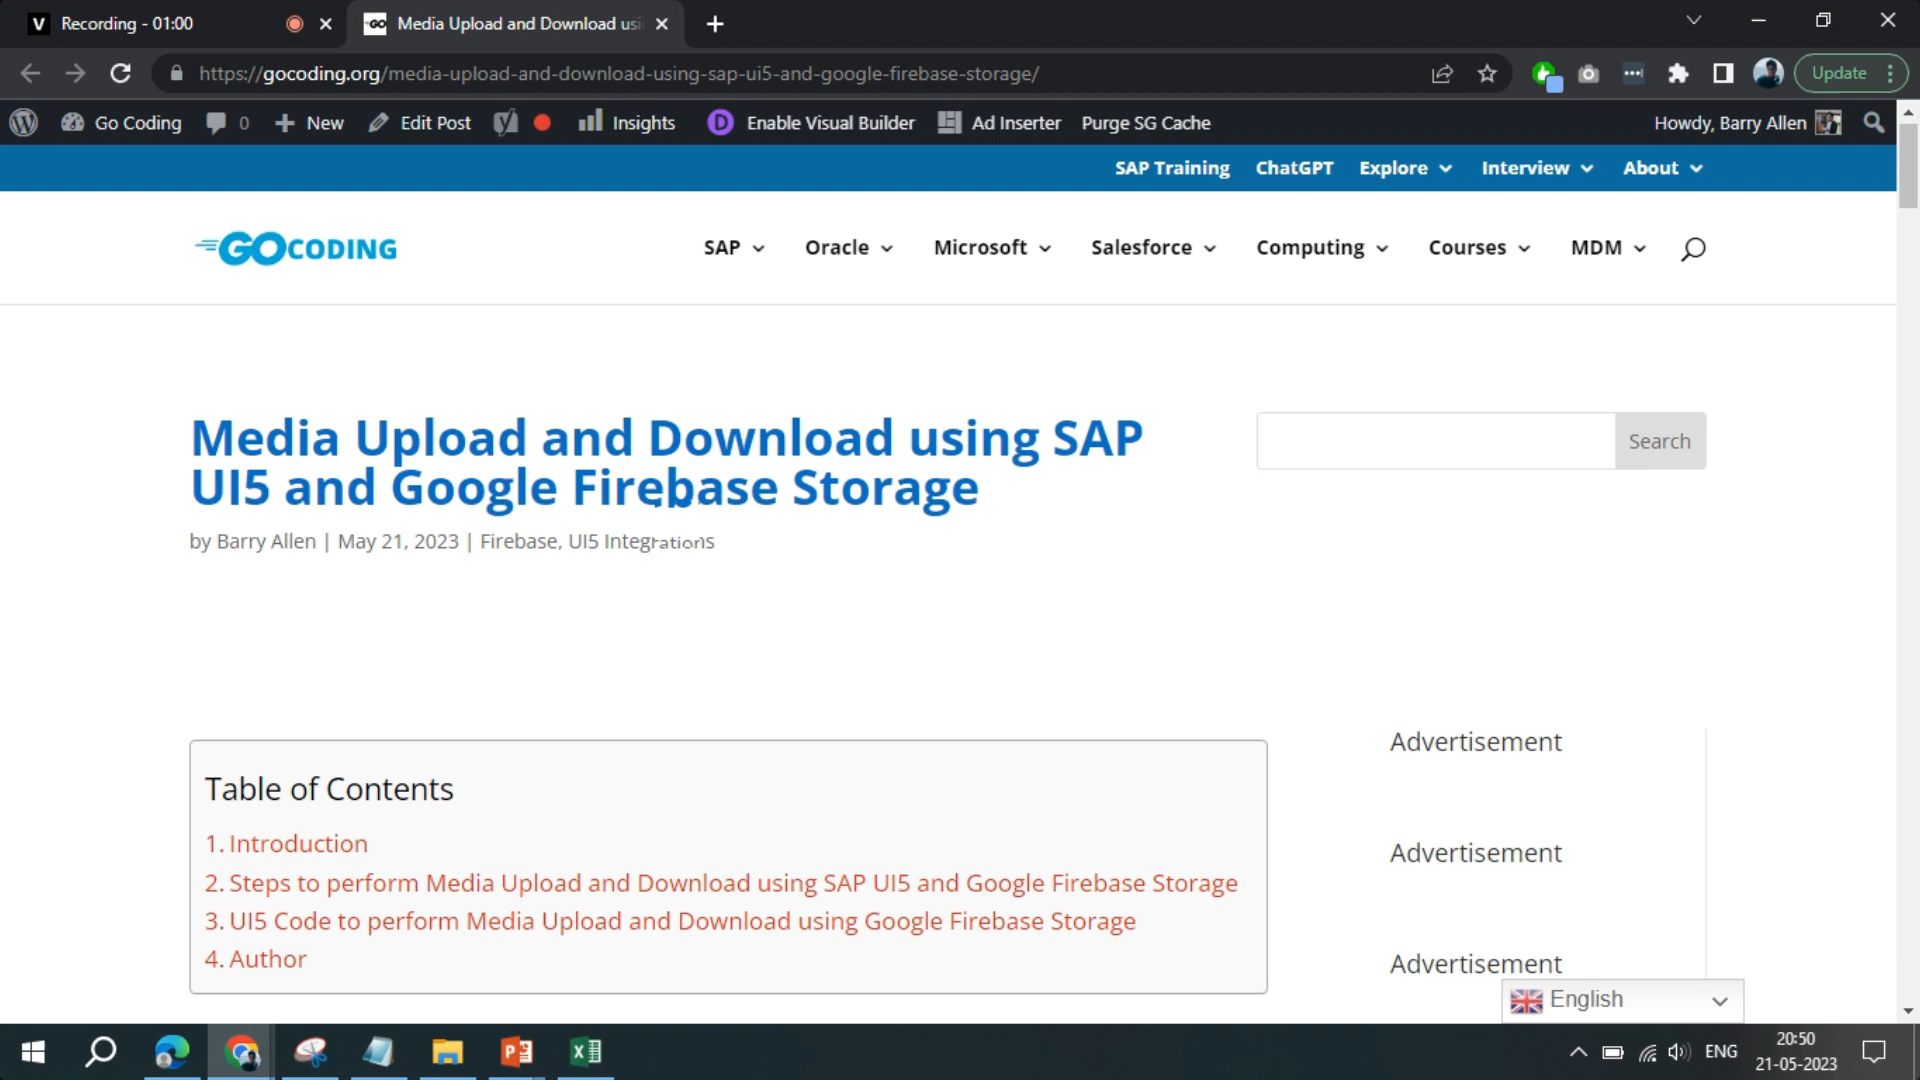 Recording - 01:00
Media Upload and Download usi
https://gocoding.org/media-upload-and-download-using-sap-ui5-and-google-firebase-storage/
Update
Go Coding 0 New Edit Post Insights Enable Visual Builder Ad Inserter Purge SG Cache Howdy, Barry Allen
SAP Training ChatGPT Explore Interview About
GOCODING SAP Oracle Microsoft Salesforce Computing Courses MDM
Media Upload and Download using SAP
UI5 and Google Firebase Storage
Search
by Barry Allen | May 21, 2023 | Firebase, UI5 Integrations
Table of Contents
1. Introduction
2. Steps to perform Media Upload and Download using SAP UI5 and Google Firebase Storage
3. UI5 Code to perform Media Upload and Download using Google Firebase Storage
4. Author
Advertisement
Advertisement
Advertisement
English
ENG
20:50
21-05-2023